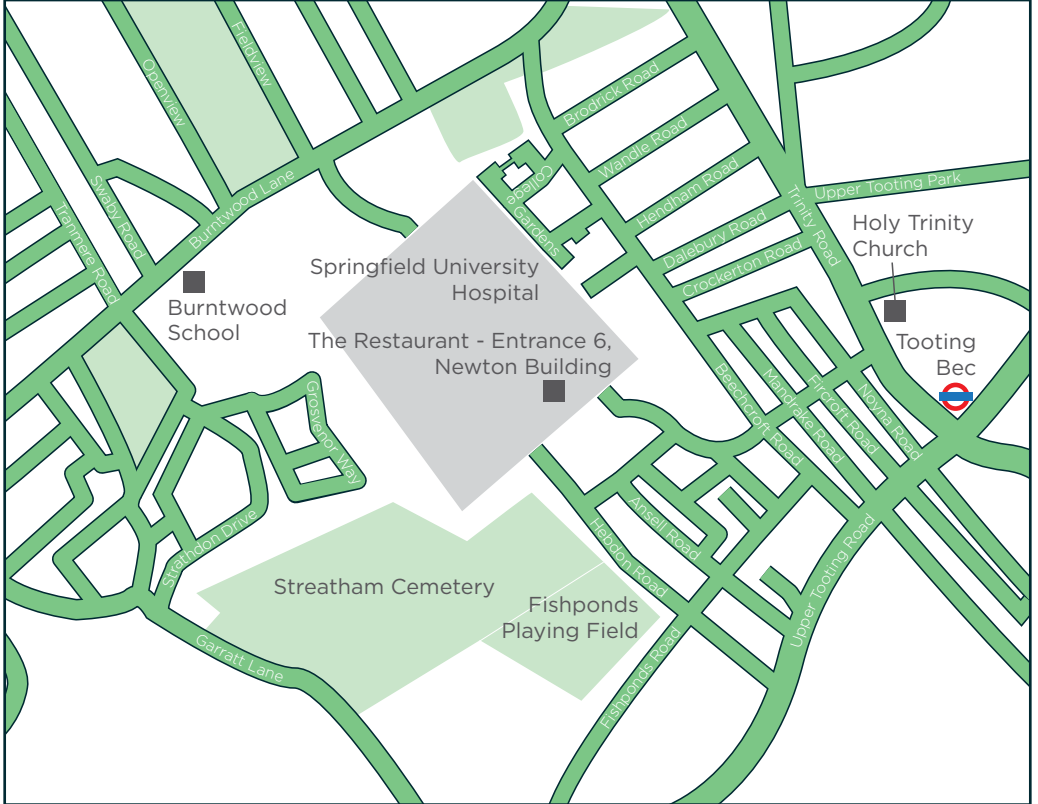 Openview
Fieldview
Swaby Road
Tranmere Road
Burntwood Lane
Brodrick Road
Wandle Road
Hendham Road
Dalebury Road
Crockerton Road
College
Gardens
Trinity Road
Upper Tooting Park
Holy Trinity
Church
Springfield University
Hospital
Burntwood
School
The Restaurant - Entrance 6,
Newton Building
Tooting
Bec
Grosvenor Way
Beechcroft Road
Mandrake Road
Fircroft Road
Noyna Road
Strathdon Drive
Ansell Road
Hebdon Road
Upper Tooting Road
Streatham Cemetery
Fishponds
Playing Field
Garratt Lane
Fishponds Road